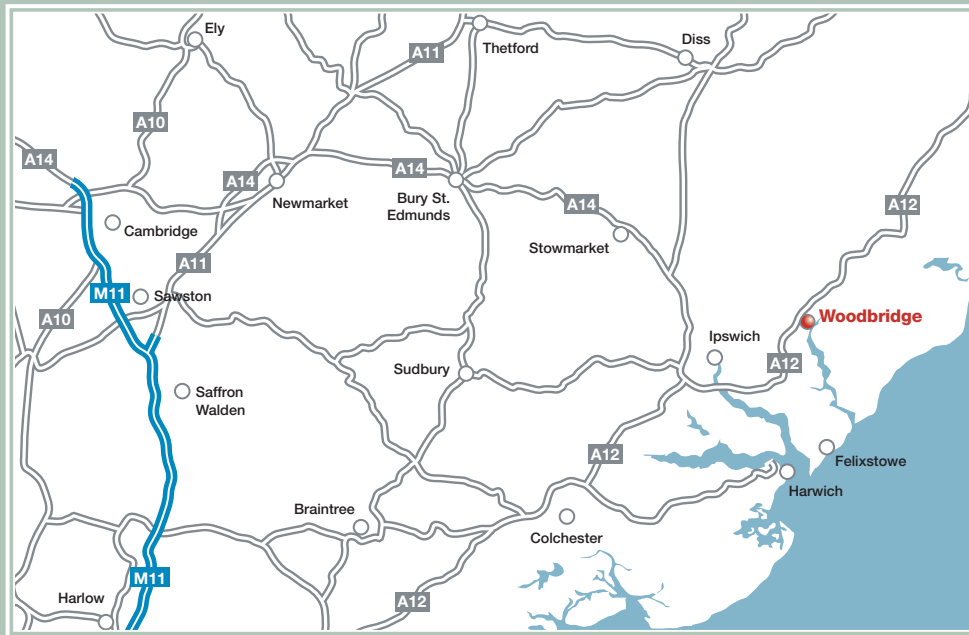 Ely
Thetford
Diss
A11
A10
A14
A14
A14
Newmarket
Bury St.
Edmunds
A14
A12
Cambridge
Stowmarket
A11
M11
Sawston
A10
Woodbridge
Ipswich
A12
Sudbury
Saffron
Walden
A12
Felixstowe
Harwich
Braintree
Colchester
M11
Harlow
A12